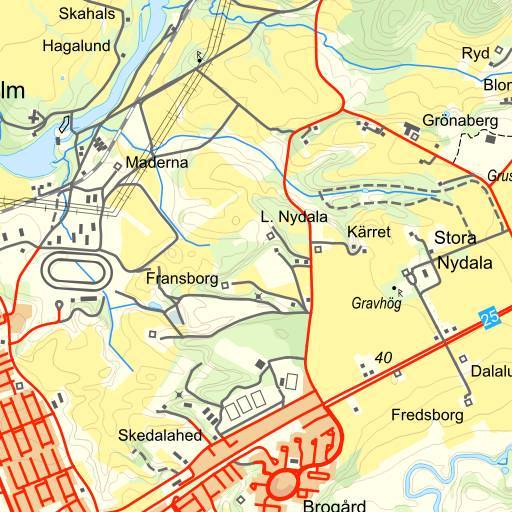 Skahals
Hagalund
Ryd
Blom
lm
Grönaberg
Maderna
Grus
L. Nydala
Kärret
Stora
Nydala
Fransborg
Gravhög
25
40
Dalalu
Fredsborg
Skedalahed
Brogård